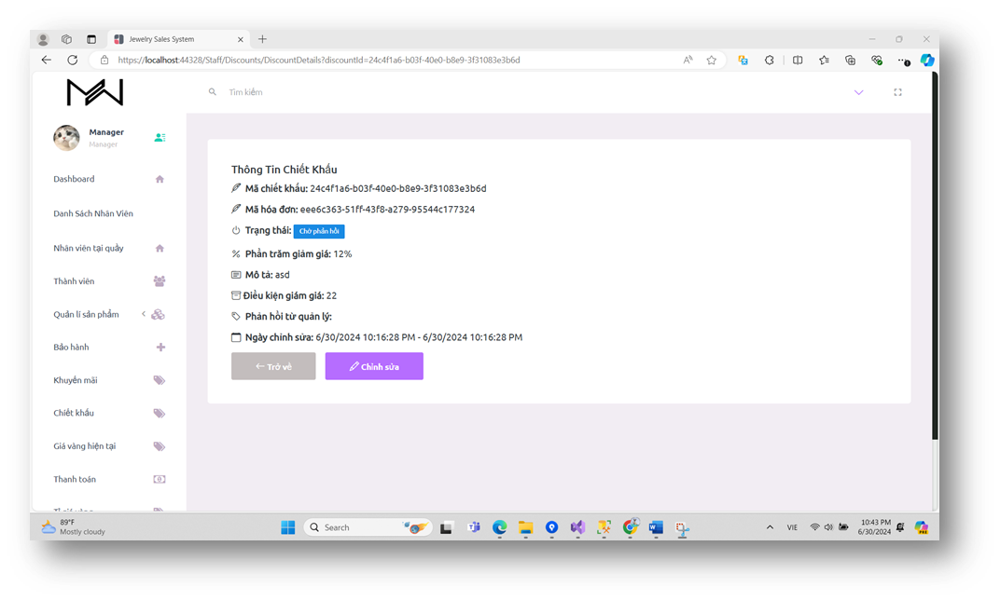 Jewelry Sales System
https://localhost:44328/Staff/Discounts/DiscountDetails?discountId=24c4f1a6-b03f-40e0-b8e9-3f31083e3b6d
Tìm kiếm
Manager
Manager
Dashboard
Danh Sách Nhân Viên
Nhân viên tại quầy
Thành viên
Quản lí sản phẩm
Bảo hành
Khuyến mãi
Chiết khấu
Giá vàng hiện tại
Thanh toán
Thông Tin Chiết Khấu
Mã chiết khấu: 24c4f1a6-b03f-40e0-b8e9-3f31083e3b6d
Mã hóa đơn: eee6c363-51ff-43f8-a279-95544c177324
Trạng thái: Chờ phản hồi
Phần trăm giảm giá: 12%
Mô tả: asd
Điều kiện giảm giá: 22
Phản hồi từ quản lý:
Ngày chỉnh sửa: 6/30/2024 10:16:28 PM - 6/30/2024 10:16:28 PM
Trở về
Chỉnh sửa
89°F
Mostly cloudy
Search
VIE
10:43 PM
6/30/2024